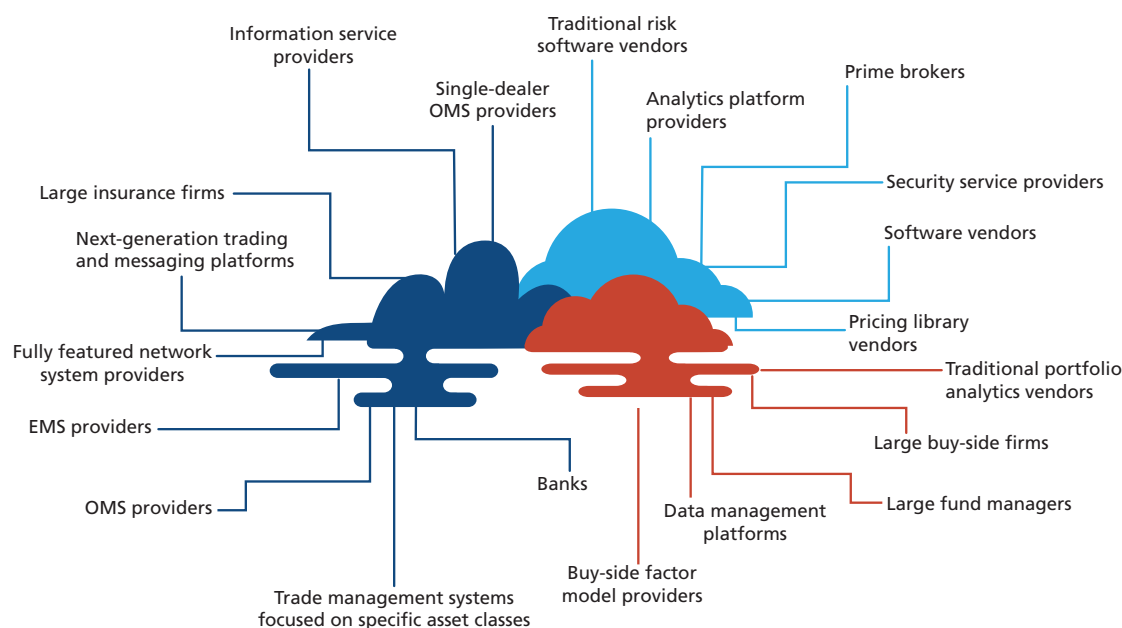 Information service
providers
Traditional risk
software vendors
Single-dealer
OMS providers
Analytics platform
providers
Prime brokers
Large insurance firms
Security service providers
Next-generation trading
and messaging platforms
Software vendors
Fully featured network
system providers
Pricing library
vendors
Traditional portfolio
analytics vendors
EMS providers
Large buy-side firms
OMS providers
Banks
Data management
platforms
Large fund managers
Buy-side factor
model providers
Trade management systems
focused on specific asset classes